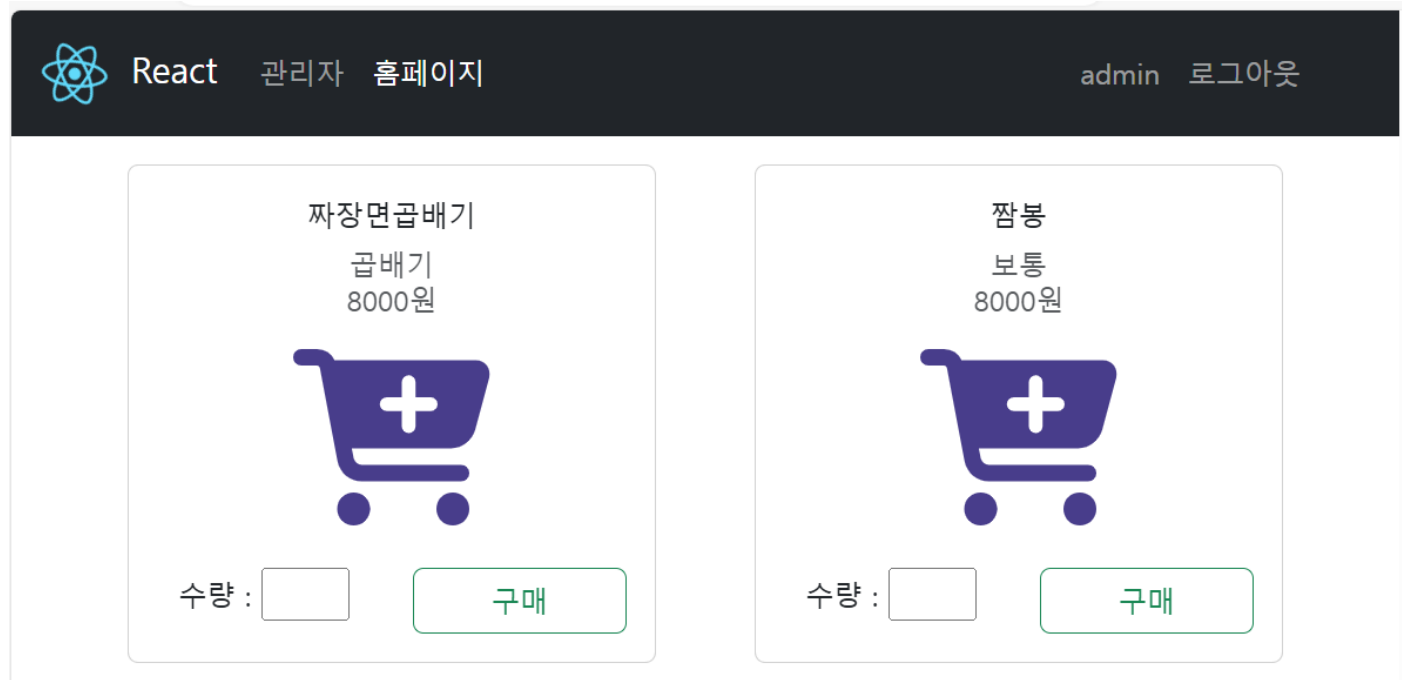 React 관리자 홈페이지 admin 로그아웃
짜장면곱배기
곱배기
8000원
수량 : 구매
짬봉
보통
8000원
수량 : 구매